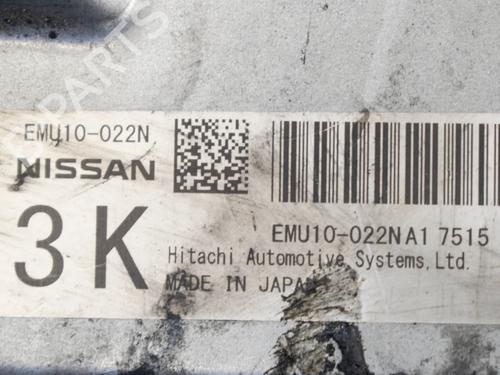 EMU10-022N
NISSAN
3K
EMU10-022NA1 7515
Hitachi Automotive Systems,Ltd.
MADE IN JAPAN